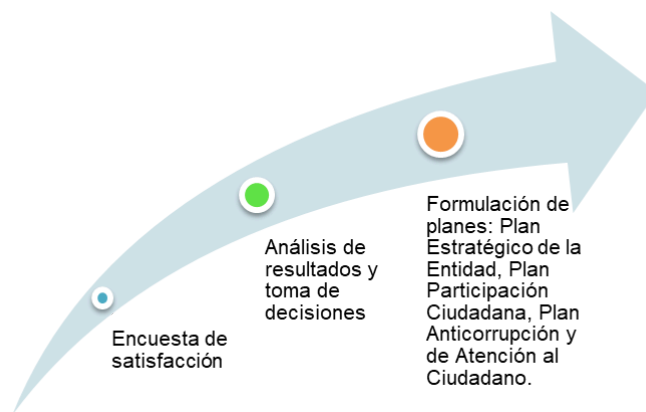 Encuesta de
satisfacción
Análisis de
resultados y
toma de
decisiones
Formulación de
planes: Plan
Estratégico de la
Entidad, Plan
Participación
Ciudadana, Plan
Anticorrupción y
de Atención al
Ciudadano.